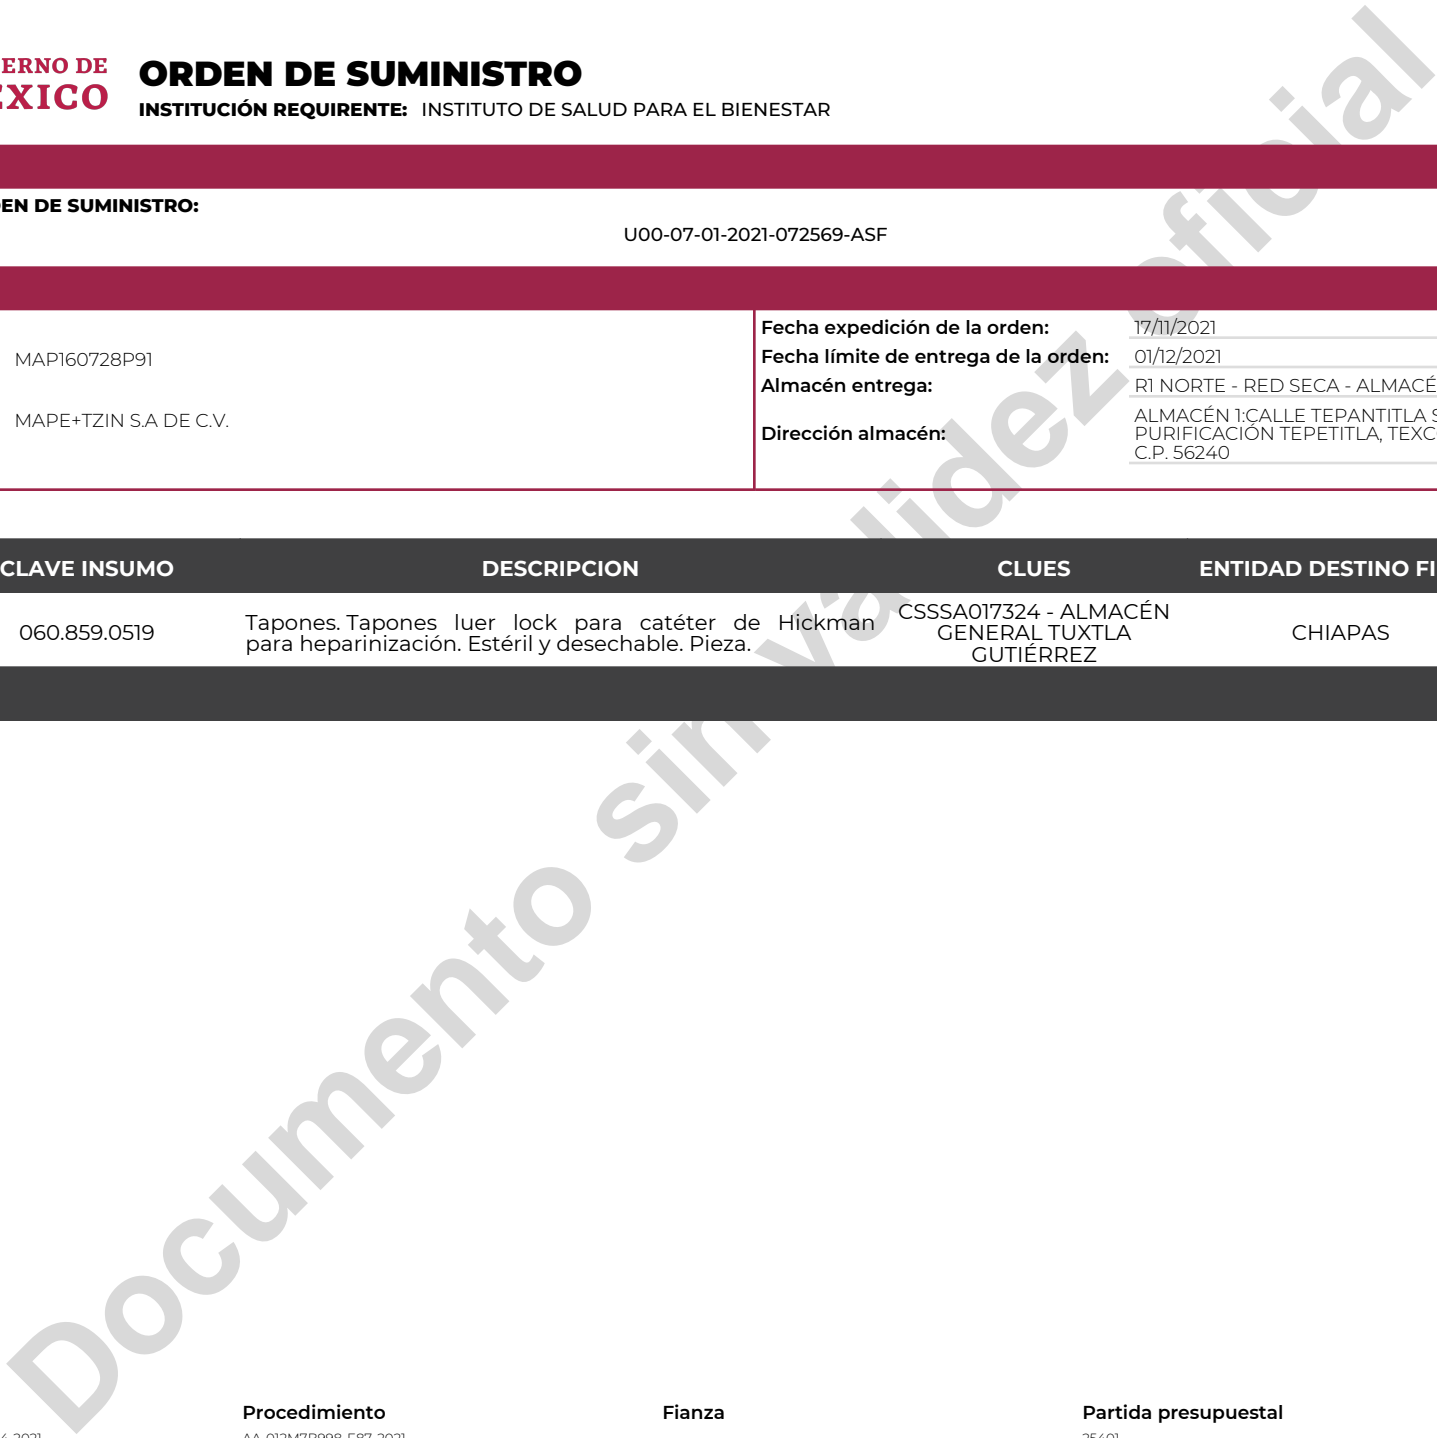 ERNO DE
ORDEN DE SUMINISTRO
INSTITUCIÓN REQUIRENTE: INSTITUTO DE SALUD PARA EL BIENESTAR
EN DE SUMINISTRO:
U00-07-01-2021-072569-ASF
MAP160728P91
MAPE+TZIN S.A DE C.V.
Fecha expedición de la orden: 17/11/2021
Fecha límite de entrega de la orden: 01/12/2021
Almacén entrega: R1 NORTE - RED SECA - ALMACÉ
Dirección almacén: ALMACÉN 1:CALLE TEPANTITLA S
PURIFICACIÓN TEPETITLA, TEXC
C.P. 56240
CLAVE INSUMO DESCRIPCION CLUES ENTIDAD DESTINO FI
060.859.0519
Tapones. Tapones luer lock para catéter de Hickman
para heparinización. Estéril y desechable. Pieza.
CSSSA017324 - ALMACÉN
GENERAL TUXTLA
GUTIÉRREZ
CHIAPAS
Documento sin validez oficial
Procedimiento Fianza Partida presupuestal